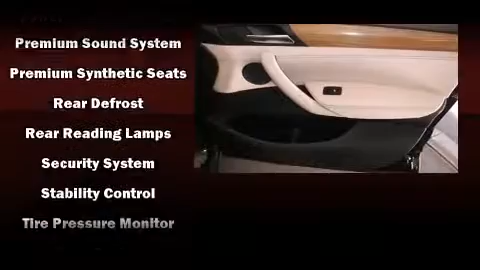 Premium Sound System
Premium Synthetic Seats
Rear Defrost
Rear Reading Lamps
Security System
Stability Control
Tire Pressure Monitor